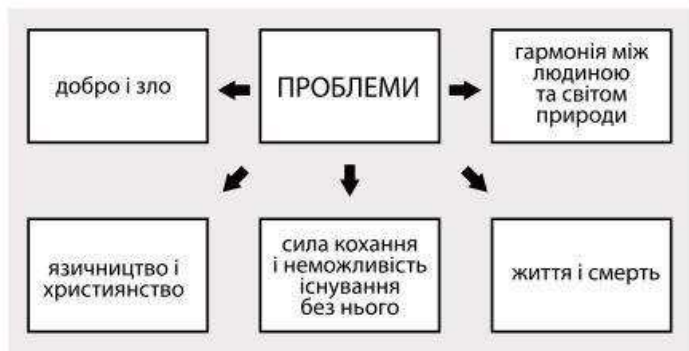 добро і зло
ПРОБЛЕМИ
гармонія між
людиною
та світом
природи
язичництво і
християнство
сила кохання
і неможливість
існування
без нього
життя і смерть